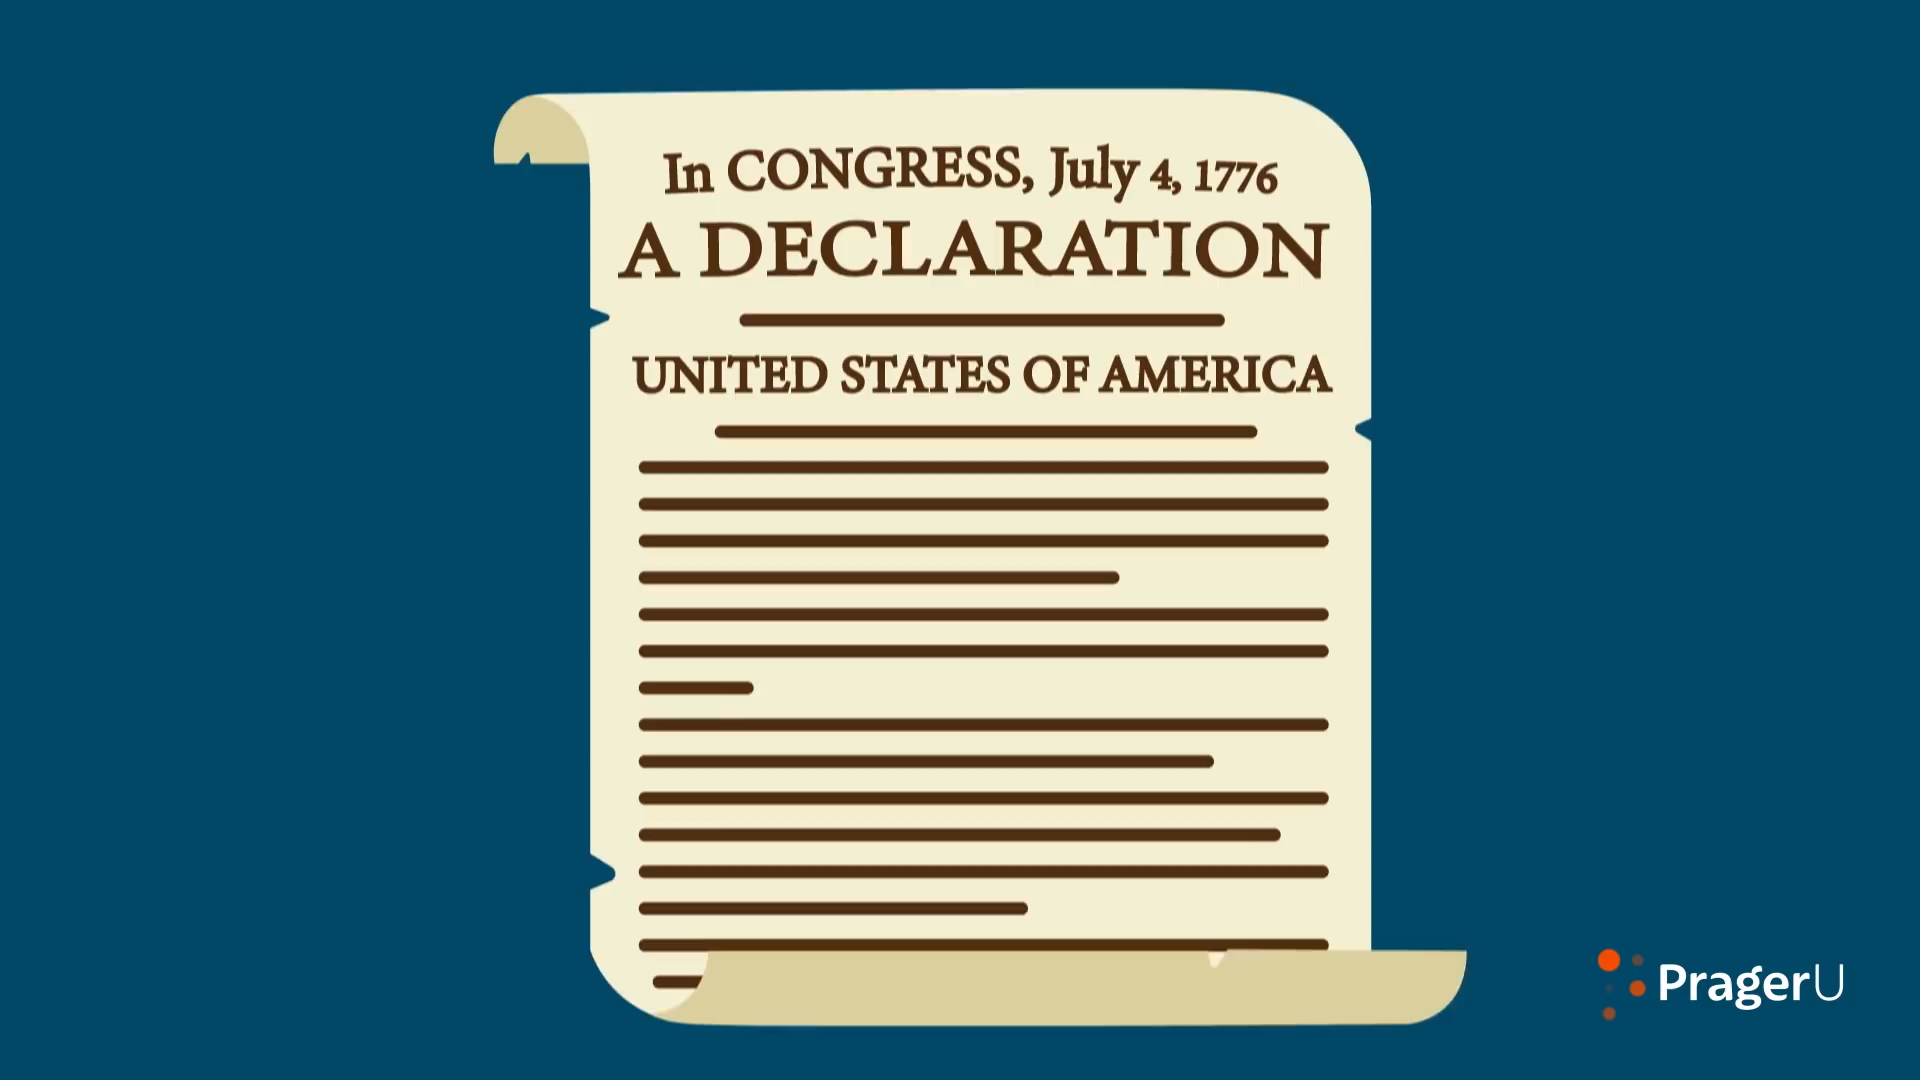 In CONGRESS, July 4, 1776
A DECLARATION
UNITED STATES OF AMERICA
PragerU